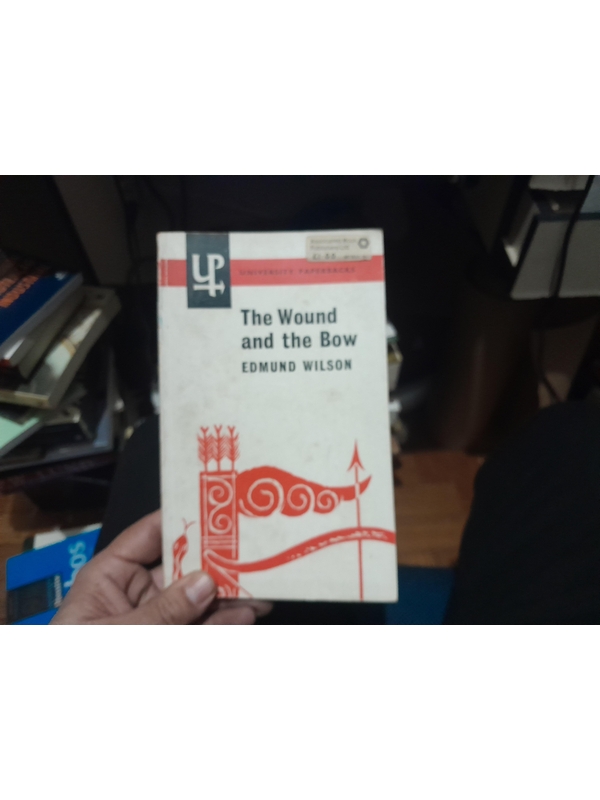 UP
UNIVERSITY PAPERBACKS
The Wound
and the Bow
EDMUND WILSON